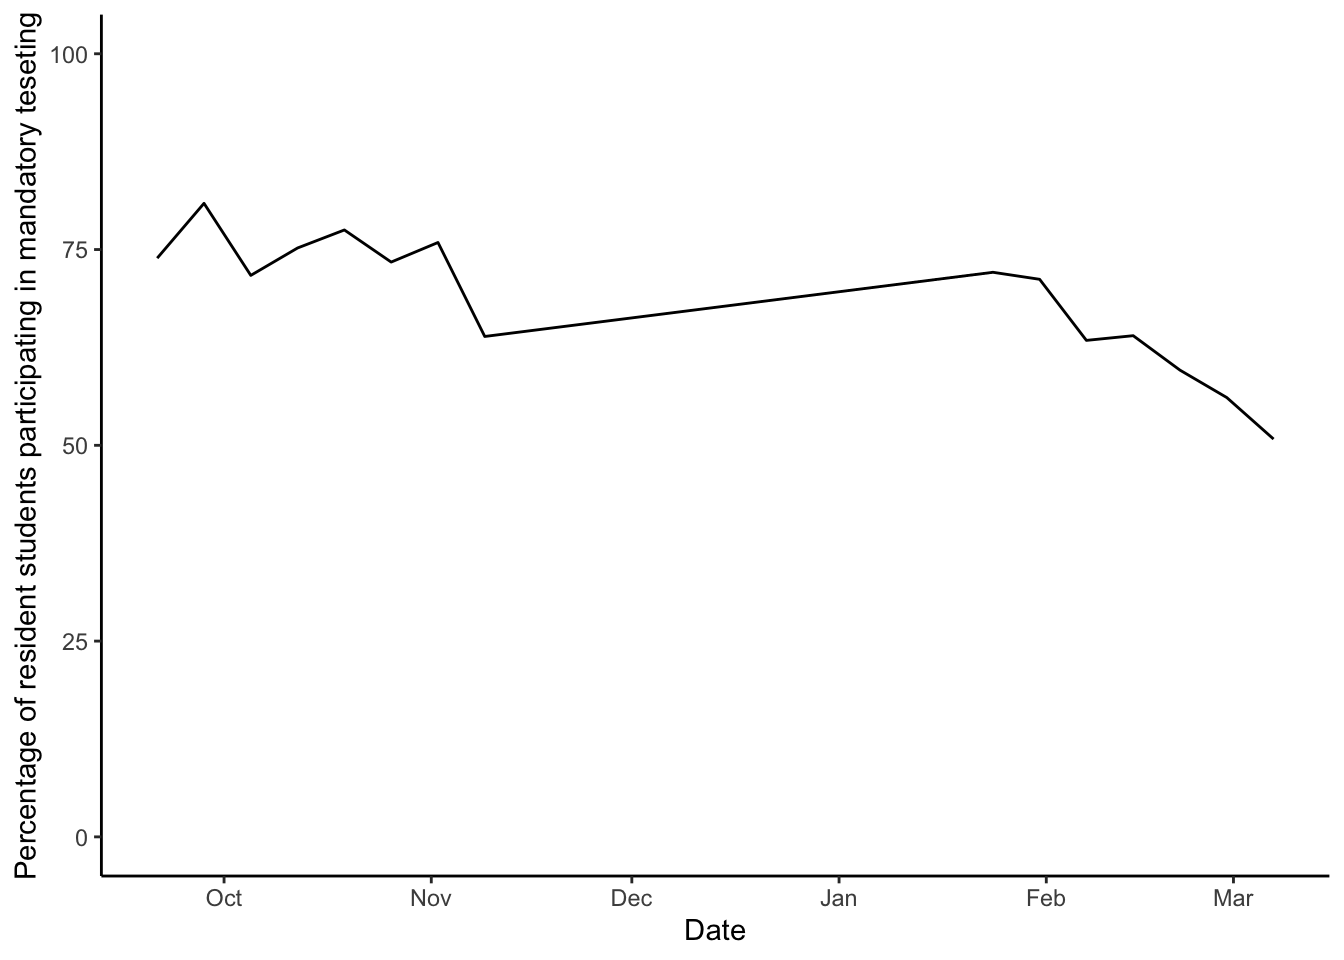 Percentage of resident students participating in mandatory teseting
100
75
50
25
0
Oct Nov Dec Jan Feb Mar
Date